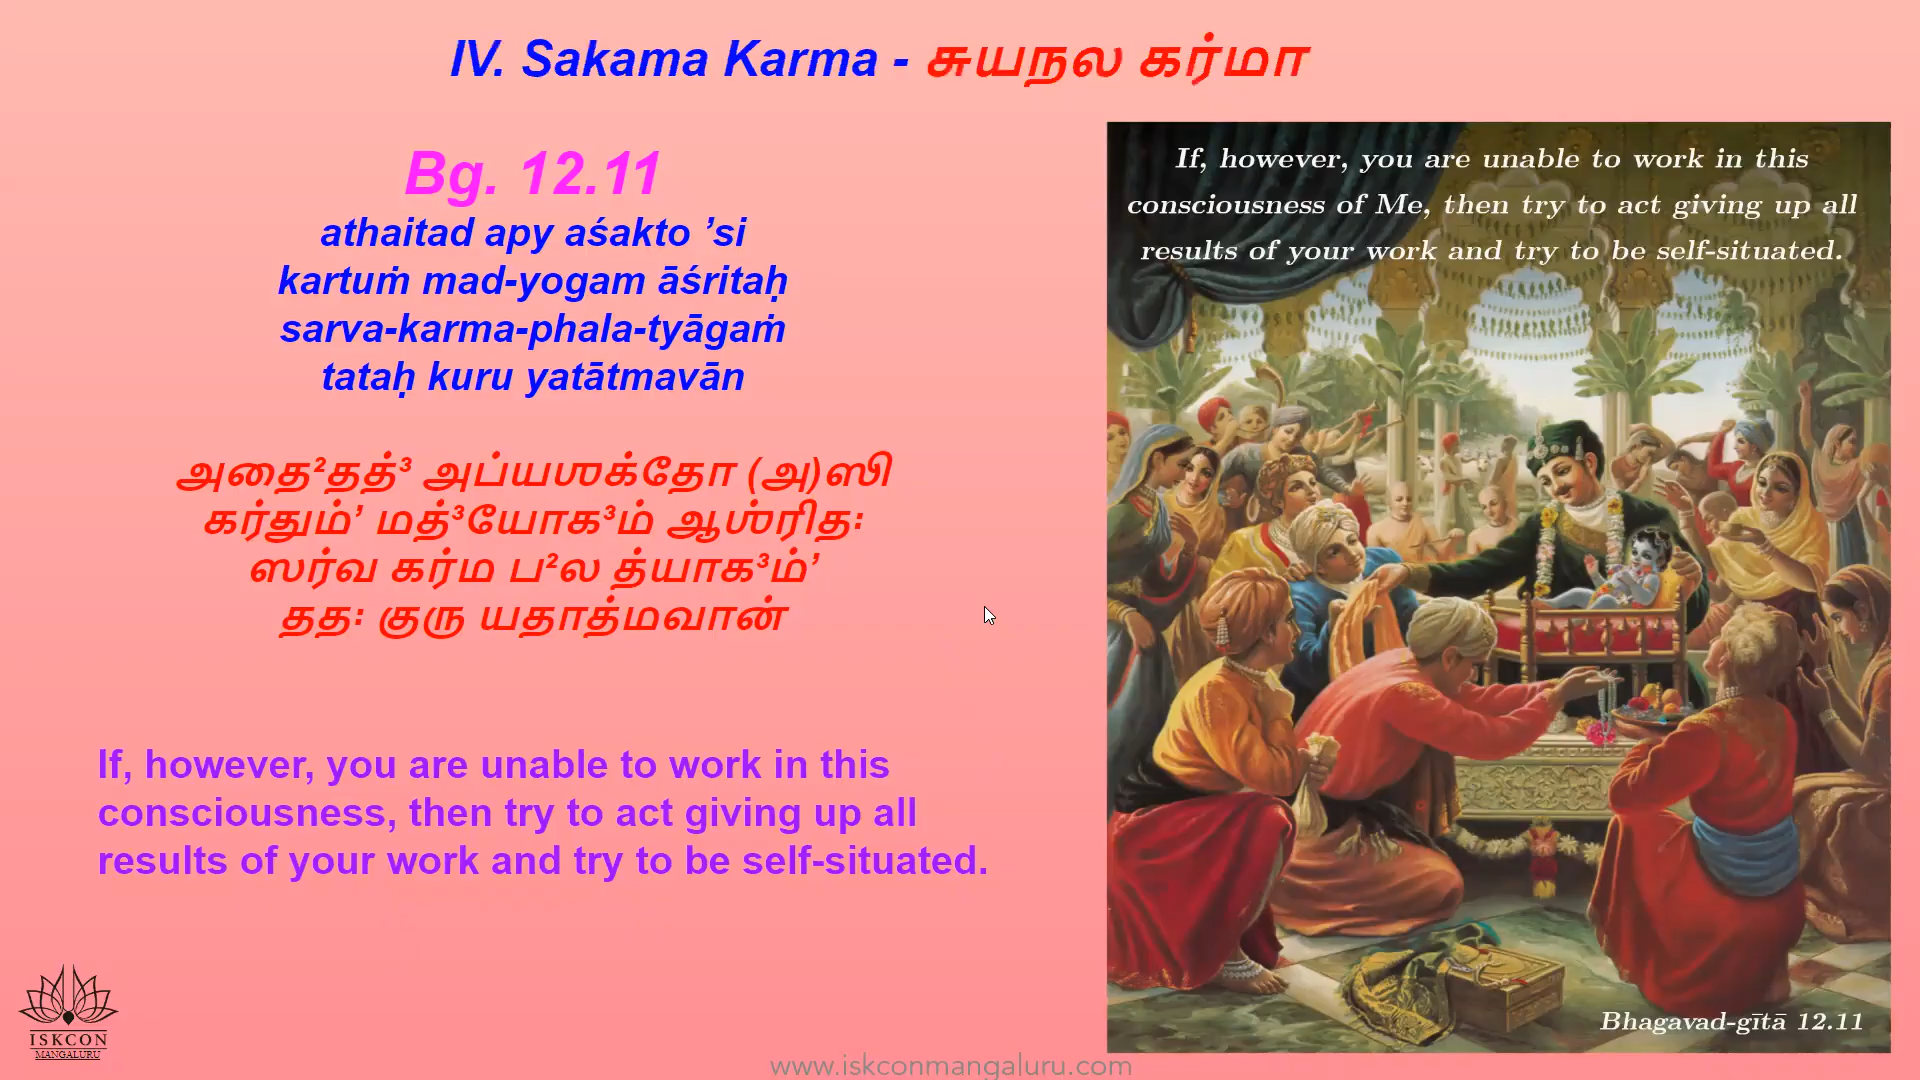 IV. Sakama Karma - சுயநல கர்மா
Bg. 12.11
athaitad apy aśakto ’si
kartuṁ mad-yogam āśritaḥ
sarva-karma-phala-tyāgaṁ
tataḥ kuru yatātmavān
அதை²தத்³ அப்யஶக்தோ (அ)ஸி
கர்தும்’ மத்³யோக³ம் ஆஶ்ரித꞉
ஸர்வ கர்ம ப²ல த்யாக³ம்’
தத꞉ குரு யதாத்மவான்
If, however, you are unable to work in this
consciousness, then try to act giving up all
results of your work and try to be self-situated.
If, however, you are unable to work in this
consciousness of Me, then try to act giving up all
results of your work and try to be self-situated.
Bhagavad-gītā 12.11
ISKCON
MANGALURU
www.iskconmangaluru.com